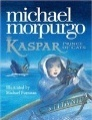 michael
morpurgo
KASPAR
PRINCE OF CATS
Illustrated by
Michael Foreman